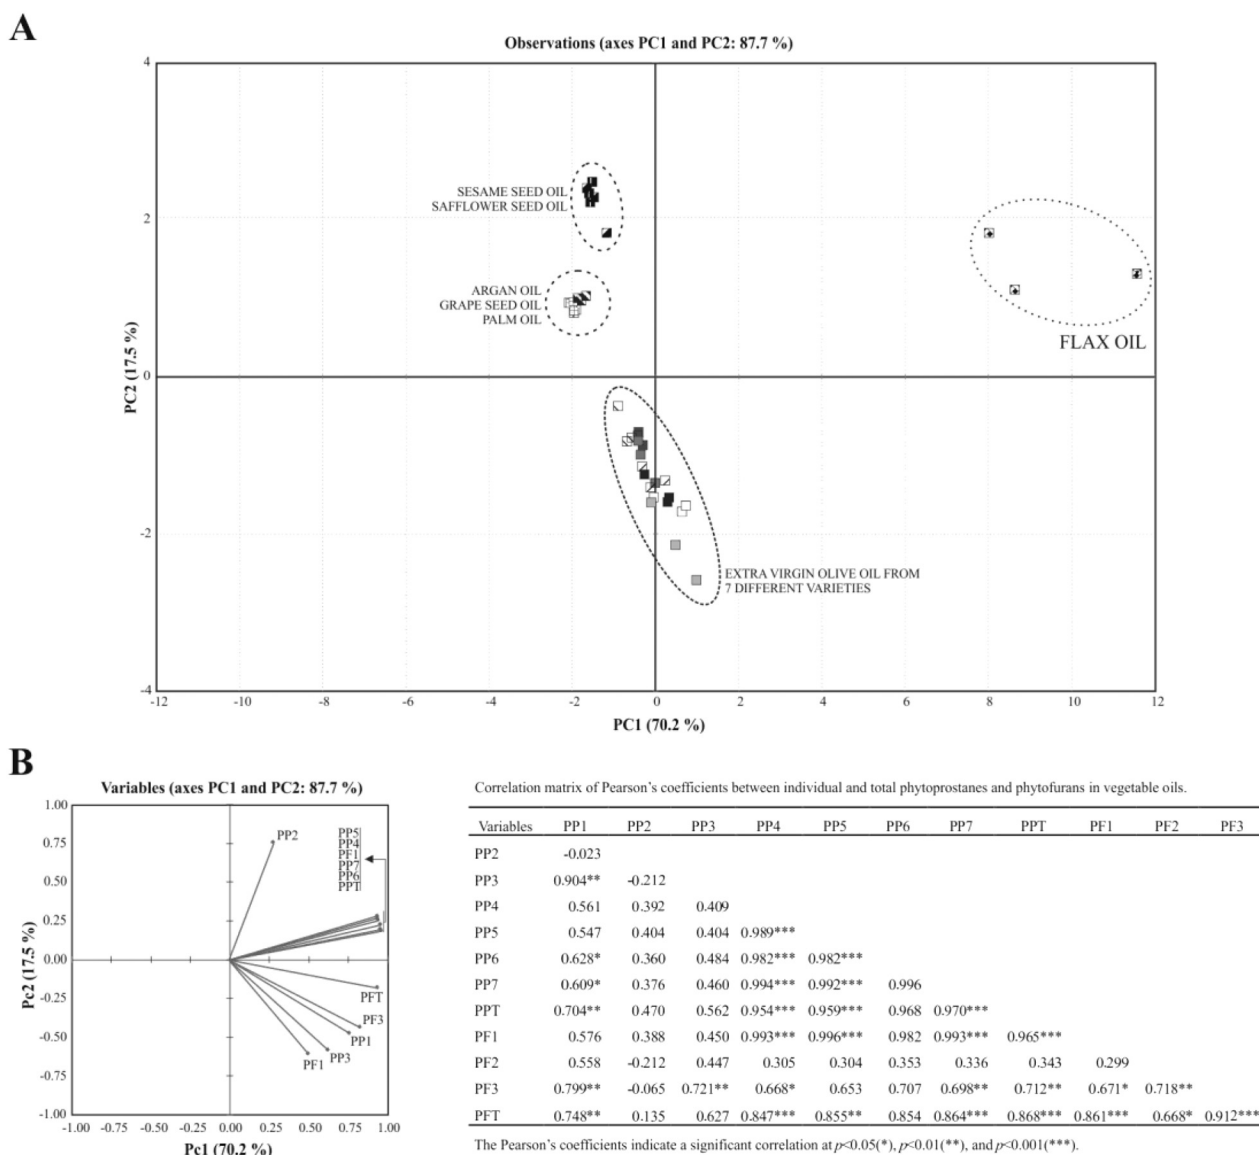 A
Observations (axes PC1 and PC2: 87.7 %)
4
2
0
-2
-4
PC2 (17.5 %)
SESAME SEED OIL
SAFFLOWER SEED OIL
ARGAN OIL
GRAPE SEED OIL
PALM OIL
FLAX OIL
EXTRA VIRGIN OLIVE OIL FROM
7 DIFFERENT VARIETIES
-12 -10 -8 -6 -4 -2 0 2 4 6 8 10 12
PC1 (70.2 %)
B
Variables (axes PC1 and PC2: 87.7 %)
1.00
0.75
0.50
0.25
0.00
-0.25
-0.50
-0.75
-1.00
Pc2 (17.5 %)
PP2
PP5
PP4
PF1
PP7
PP6
PPT
PFT
PF3
PP1
PP3
PF1
-1.00 -0.75 -0.50 -0.25 0.00 0.25 0.50 0.75 1.00
Pc1 (70.2 %)
Correlation matrix of Pearson's coefficients between individual and total phytoprostanes and phytofurans in vegetable oils.
Variables PP1 PP2 PP3 PP4 PP5 PP6 PP7 PPT PF1 PF2 PF3
PP2 -0.023
PP3 0.904** -0.212
PP4 0.561 0.392 0.409
PP5 0.547 0.404 0.404 0.989***
PP6 0.628* 0.360 0.484 0.982*** 0.982***
PP7 0.609* 0.376 0.460 0.994*** 0.992*** 0.996
PPT 0.704** 0.470 0.562 0.954*** 0.959*** 0.968 0.970***
PF1 0.576 0.388 0.450 0.993*** 0.996*** 0.982 0.993*** 0.965***
PF2 0.558 -0.212 0.447 0.305 0.304 0.353 0.336 0.343 0.299
PF3 0.799** -0.065 0.721** 0.668* 0.653 0.707 0.698** 0.712** 0.671* 0.718**
PFT 0.748** 0.135 0.627 0.847*** 0.855** 0.854 0.864*** 0.868*** 0.861*** 0.668* 0.912***
The Pearson's coefficients indicate a significant correlation at p<0.05(*), p<0.01(**), and p<0.001(***).